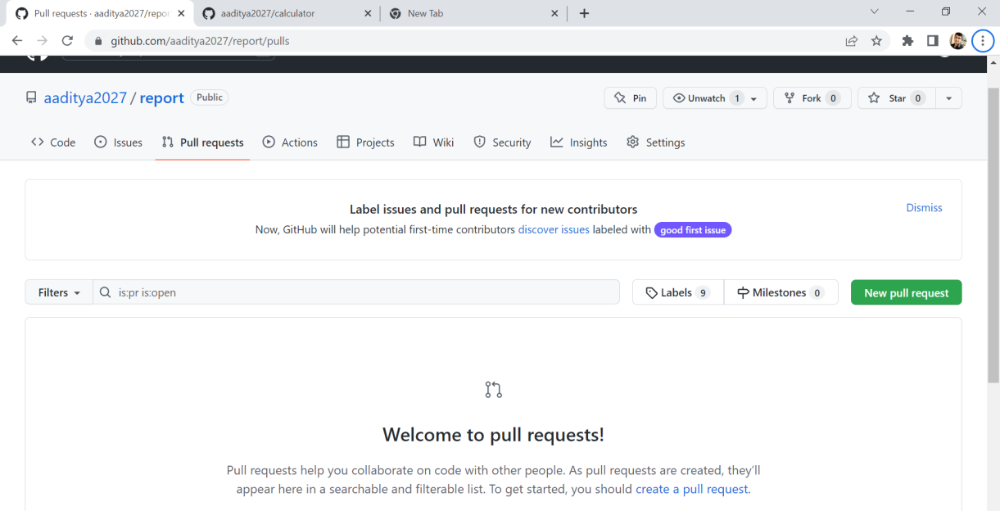 Pull requests · aaditya2027/repor
aaditya2027/calculator
New Tab
github.com/aaditya2027/report/pulls
aaditya2027 / report Public
Pin
Unwatch 1
Fork 0
Star 0
Code Issues Pull requests Actions Projects Wiki Security Insights Settings
Label issues and pull requests for new contributors
Dismiss
Now, GitHub will help potential first-time contributors discover issues labeled with good first issue
Filters
is:pr is:open
Labels 9
Milestones 0
New pull request
Welcome to pull requests!
Pull requests help you collaborate on code with other people. As pull requests are created, they’ll
appear here in a searchable and filterable list. To get started, you should create a pull request.